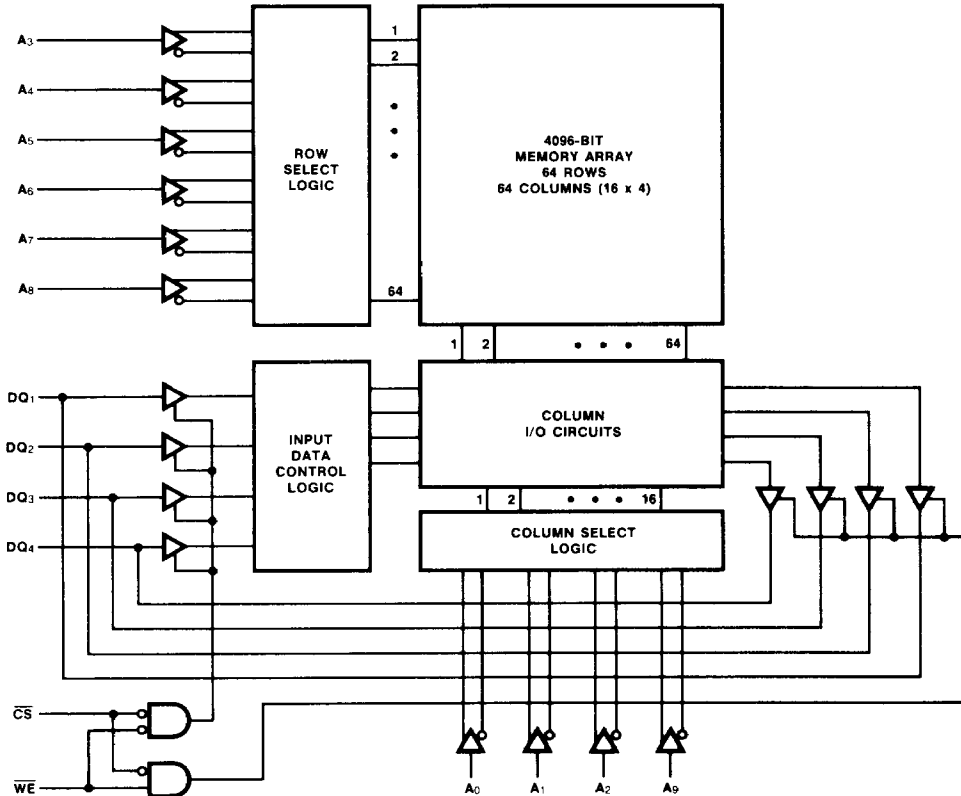 A3
A4
A5
A6
A7
A8
ROW
SELECT
LOGIC
1
2
64
4096-BIT
MEMORY ARRAY
64 ROWS
64 COLUMNS (16 x 4)
1 2 64
DQ1
DQ2
DQ3
DQ4
INPUT
DATA
CONTROL
LOGIC
COLUMN
I/O CIRCUITS
1 2 16
COLUMN SELECT
LOGIC
C̅S̅
W̅E̅
A0 A1 A2 A9